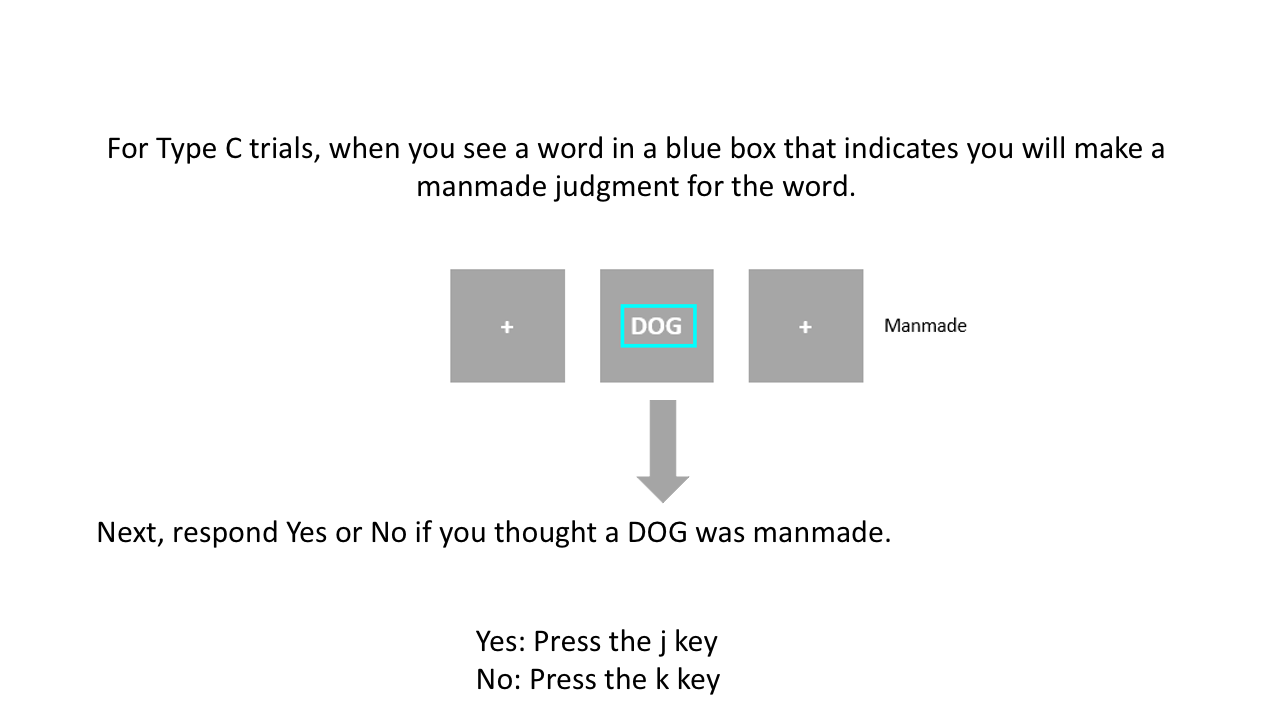 For Type C trials, when you see a word in a blue box that indicates you will make a
manmade judgment for the word.
+ DOG + Manmade
Next, respond Yes or No if you thought a DOG was manmade.
Yes: Press the j key
No: Press the k key